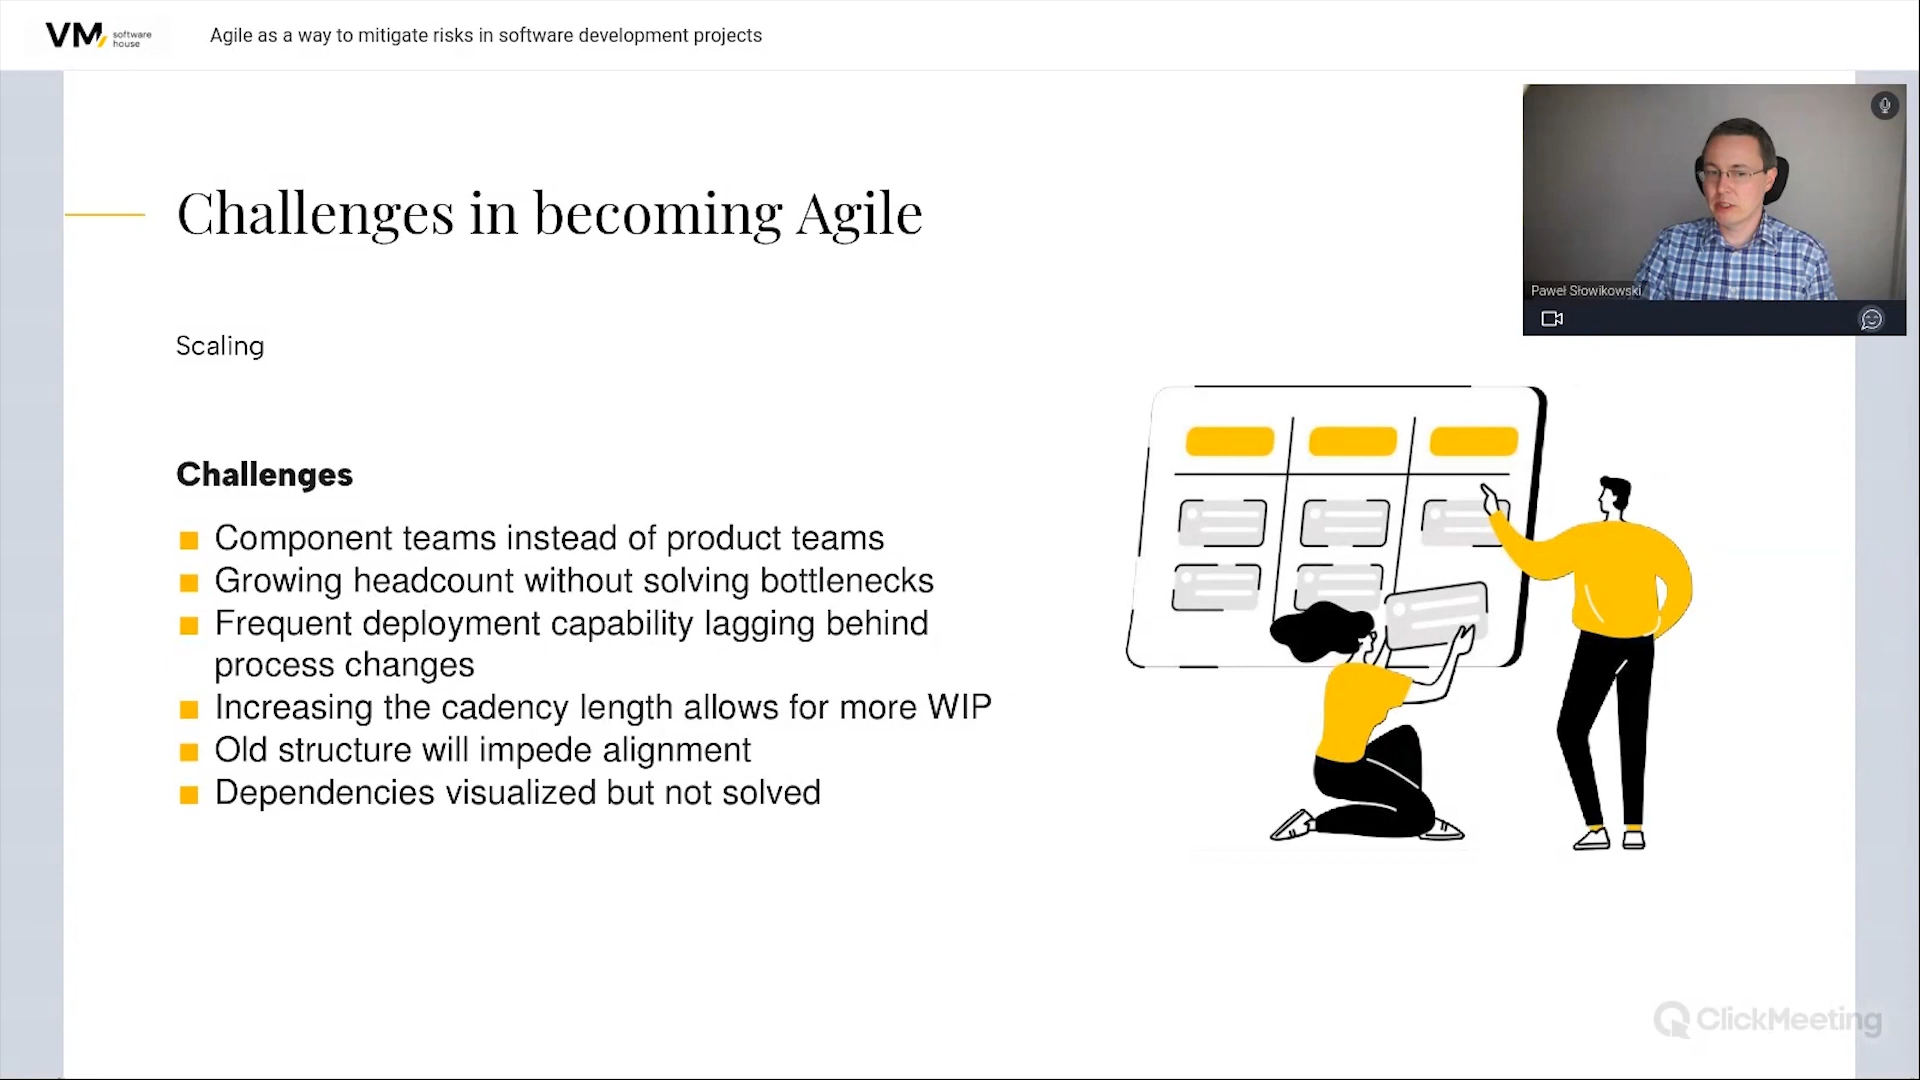 VM software house
Agile as a way to mitigate risks in software development projects
Challenges in becoming Agile
Paweł Słowikowski
Scaling
Challenges
Component teams instead of product teams
Growing headcount without solving bottlenecks
Frequent deployment capability lagging behind
process changes
Increasing the cadency length allows for more WIP
Old structure will impede alignment
Dependencies visualized but not solved
ClickMeeting